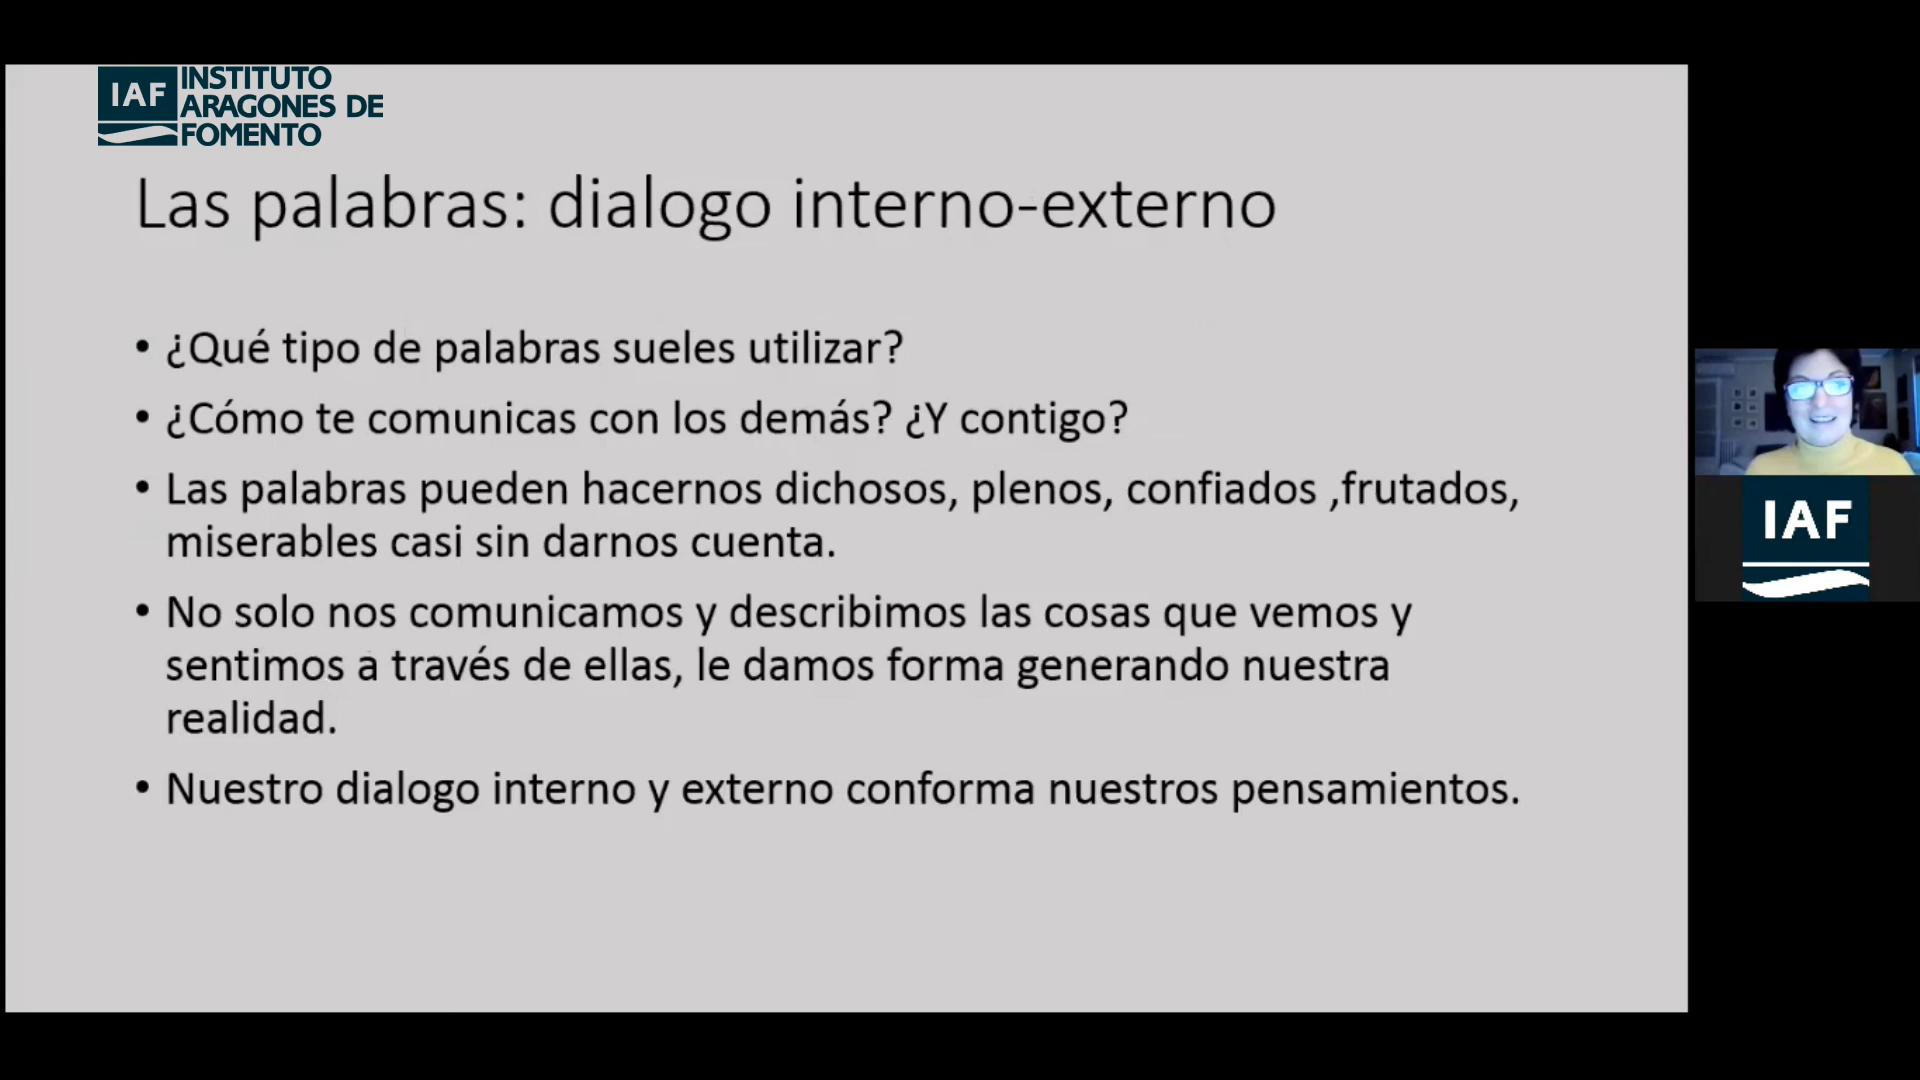 IAF
INSTITUTO
ARAGONES DE
FOMENTO
Las palabras: dialogo interno-externo
• ¿Qué tipo de palabras sueles utilizar?
• ¿Cómo te comunicas con los demás? ¿Y contigo?
• Las palabras pueden hacernos dichosos, plenos, confiados ,frutados,
miserables casi sin darnos cuenta.
• No solo nos comunicamos y describimos las cosas que vemos y
sentimos a través de ellas, le damos forma generando nuestra
realidad.
• Nuestro dialogo interno y externo conforma nuestros pensamientos.
IAF